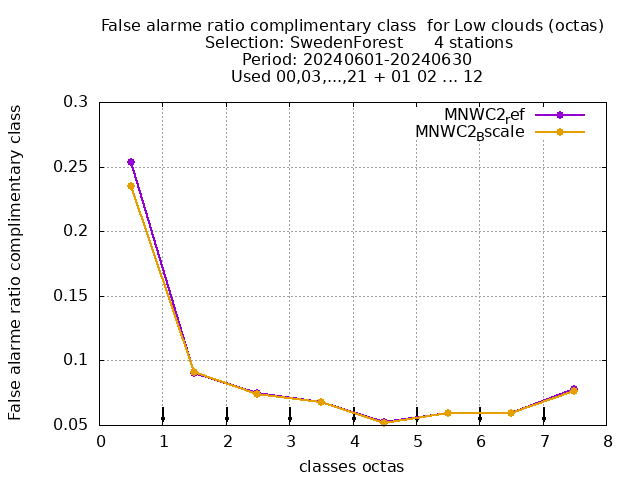 False alarme ratio complimentary class  for Low clouds (octas)
Selection: SwedenForest      4 stations
Period: 20240601-20240630
Used 00,03,...,21 + 01 02 ... 12
MNWC2ref
MNWC2Bscale
False alarme ratio complimentary class
0.3
0.25
0.2
0.15
0.1
0.05
0 1 2 3 4 5 6 7 8
classes octas